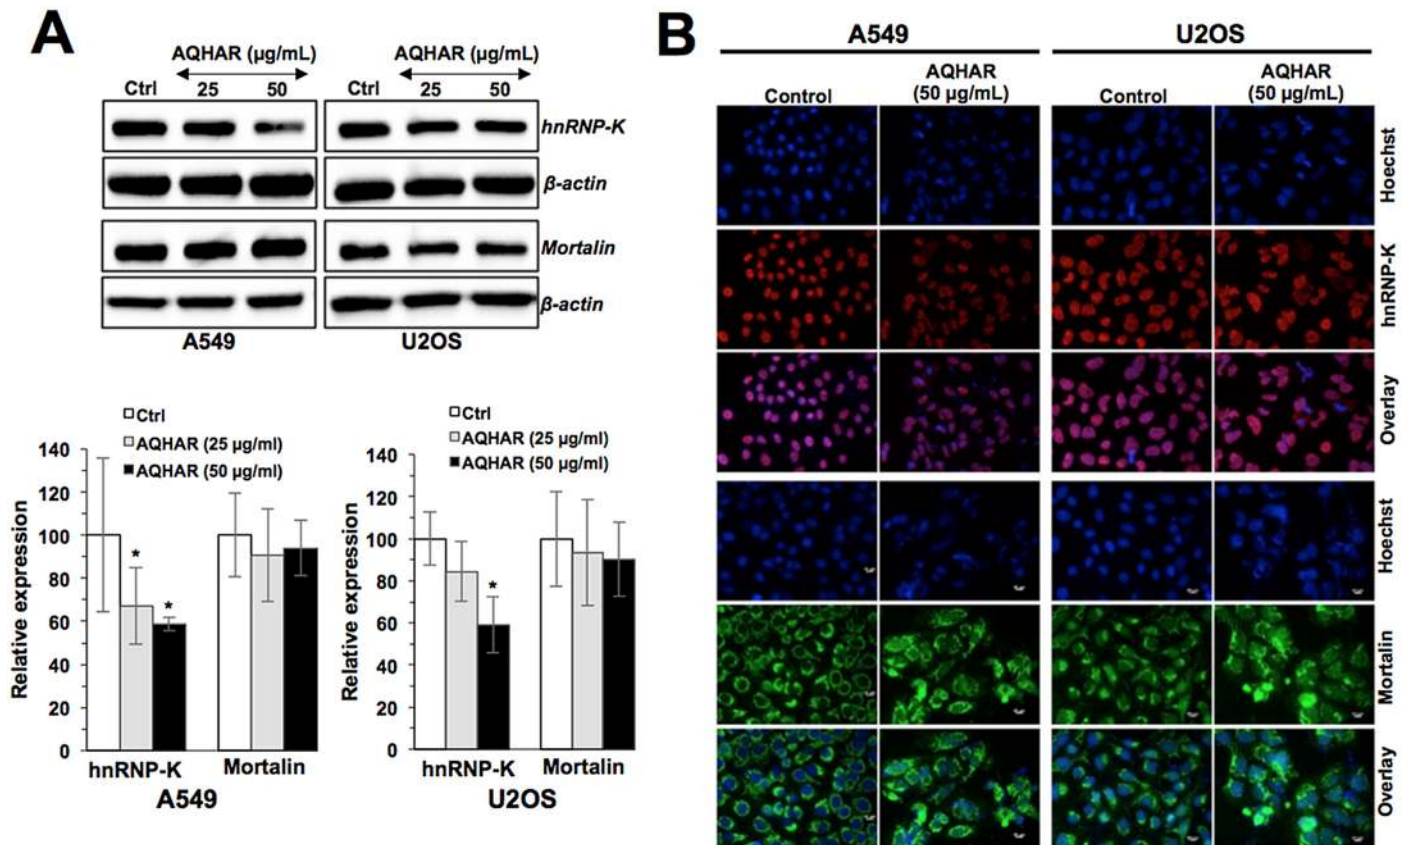 A
AQHAR (µg/mL) AQHAR (µg/mL)
Ctrl 25 50 Ctrl 25 50
hnRNP-K
β-actin
Mortalin
β-actin
A549 U2OS
Ctrl
AQHAR (25 µg/ml)
AQHAR (50 µg/ml)
Relative expression
140
120
100
80
60
40
20
0
*
*
hnRNP-K Mortalin
A549
Ctrl
AQHAR (25 µg/ml)
AQHAR (50 µg/ml)
Relative expression
140
120
100
80
60
40
20
0
*
hnRNP-K Mortalin
U2OS
B
A549 U2OS
Control AQHAR (50 µg/mL) Control AQHAR (50 µg/mL)
Hoechst
hnRNP-K
Overlay
Hoechst
Mortalin
Overlay